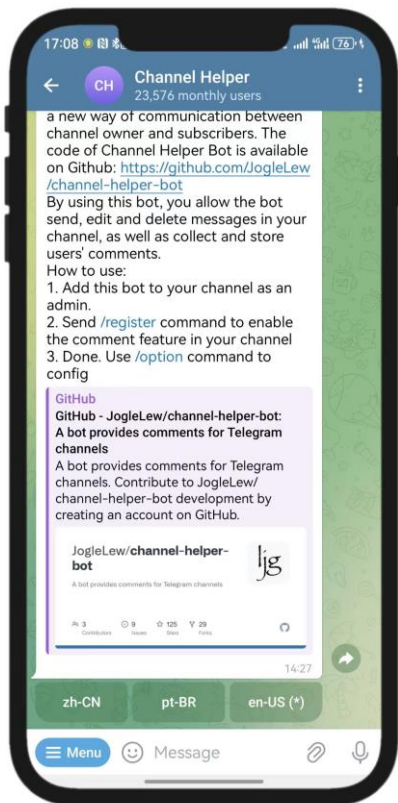 17:08
76
CH
Channel Helper
23,576 monthly users
a new way of communication between
channel owner and subscribers. The
code of Channel Helper Bot is available
on Github: https://github.com/JogleLew
/channel-helper-bot
By using this bot, you allow the bot
send, edit and delete messages in your
channel, as well as collect and store
users' comments.
How to use:
1. Add this bot to your channel as an
admin.
2. Send /register command to enable
the comment feature in your channel
3. Done. Use /option command to
config
GitHub
GitHub - JogleLew/channel-helper-bot:
A bot provides comments for Telegram
channels
A bot provides comments for Telegram
channels. Contribute to JogleLew/
channel-helper-bot development by
creating an account on GitHub.
JogleLew/channel-helper-
bot
ljg
A bot provides comments for Telegram channels
3 9 125 29
Contributors Issues Stars Forks
14:27
zh-CN pt-BR en-US (*)
Menu Message